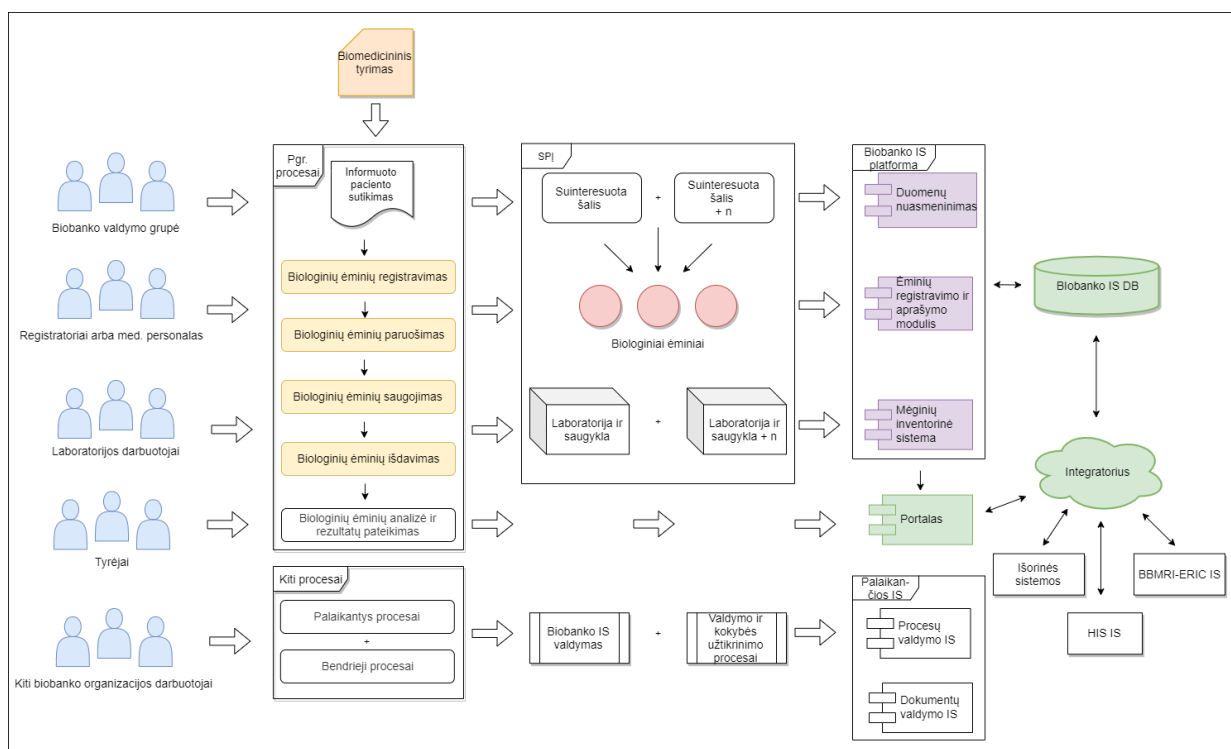 Biomedicininis
tyrimas
Biobanko valdymo grupė
Registratoriai arba med. personalas
Laboratorijos darbuotojai
Tyrėjai
Kiti biobanko organizacijos darbuotojai
Pgr.
procesai
Informuoto
paciento
sutikimas
Biologinių ėminių registravimas
Biologinių ėminių paruošimas
Biologinių ėminių saugojimas
Biologinių ėminių išdavimas
Biologinių ėminių analizė ir
rezultatų pateikimas
Kiti procesai
Palaikantys procesai
+
Bendrieji procesai
SPĮ
Suinteresuota
šalis
+
Suinteresuota
šalis
+ n
Biologiniai ėminiai
Laboratorija ir
saugykla
+
Laboratorija ir
saugykla + n
Biobanko IS
valdymas
+
Valdymo ir
kokybės
užtikrinimo
procesai
Biobanko IS
platforma
Duomenų
nuasmeninimas
Ėminių
registravimo ir
aprašymo
modulis
Mėginių
inventorinė
sistema
Portalas
Palaikan-
čios IS
Procesų
valdymo IS
Dokumentų
valdymo IS
BIobanko IS DB
Integratorius
Išorinės
sistemos
HIS IS
BBMRI-ERIC IS